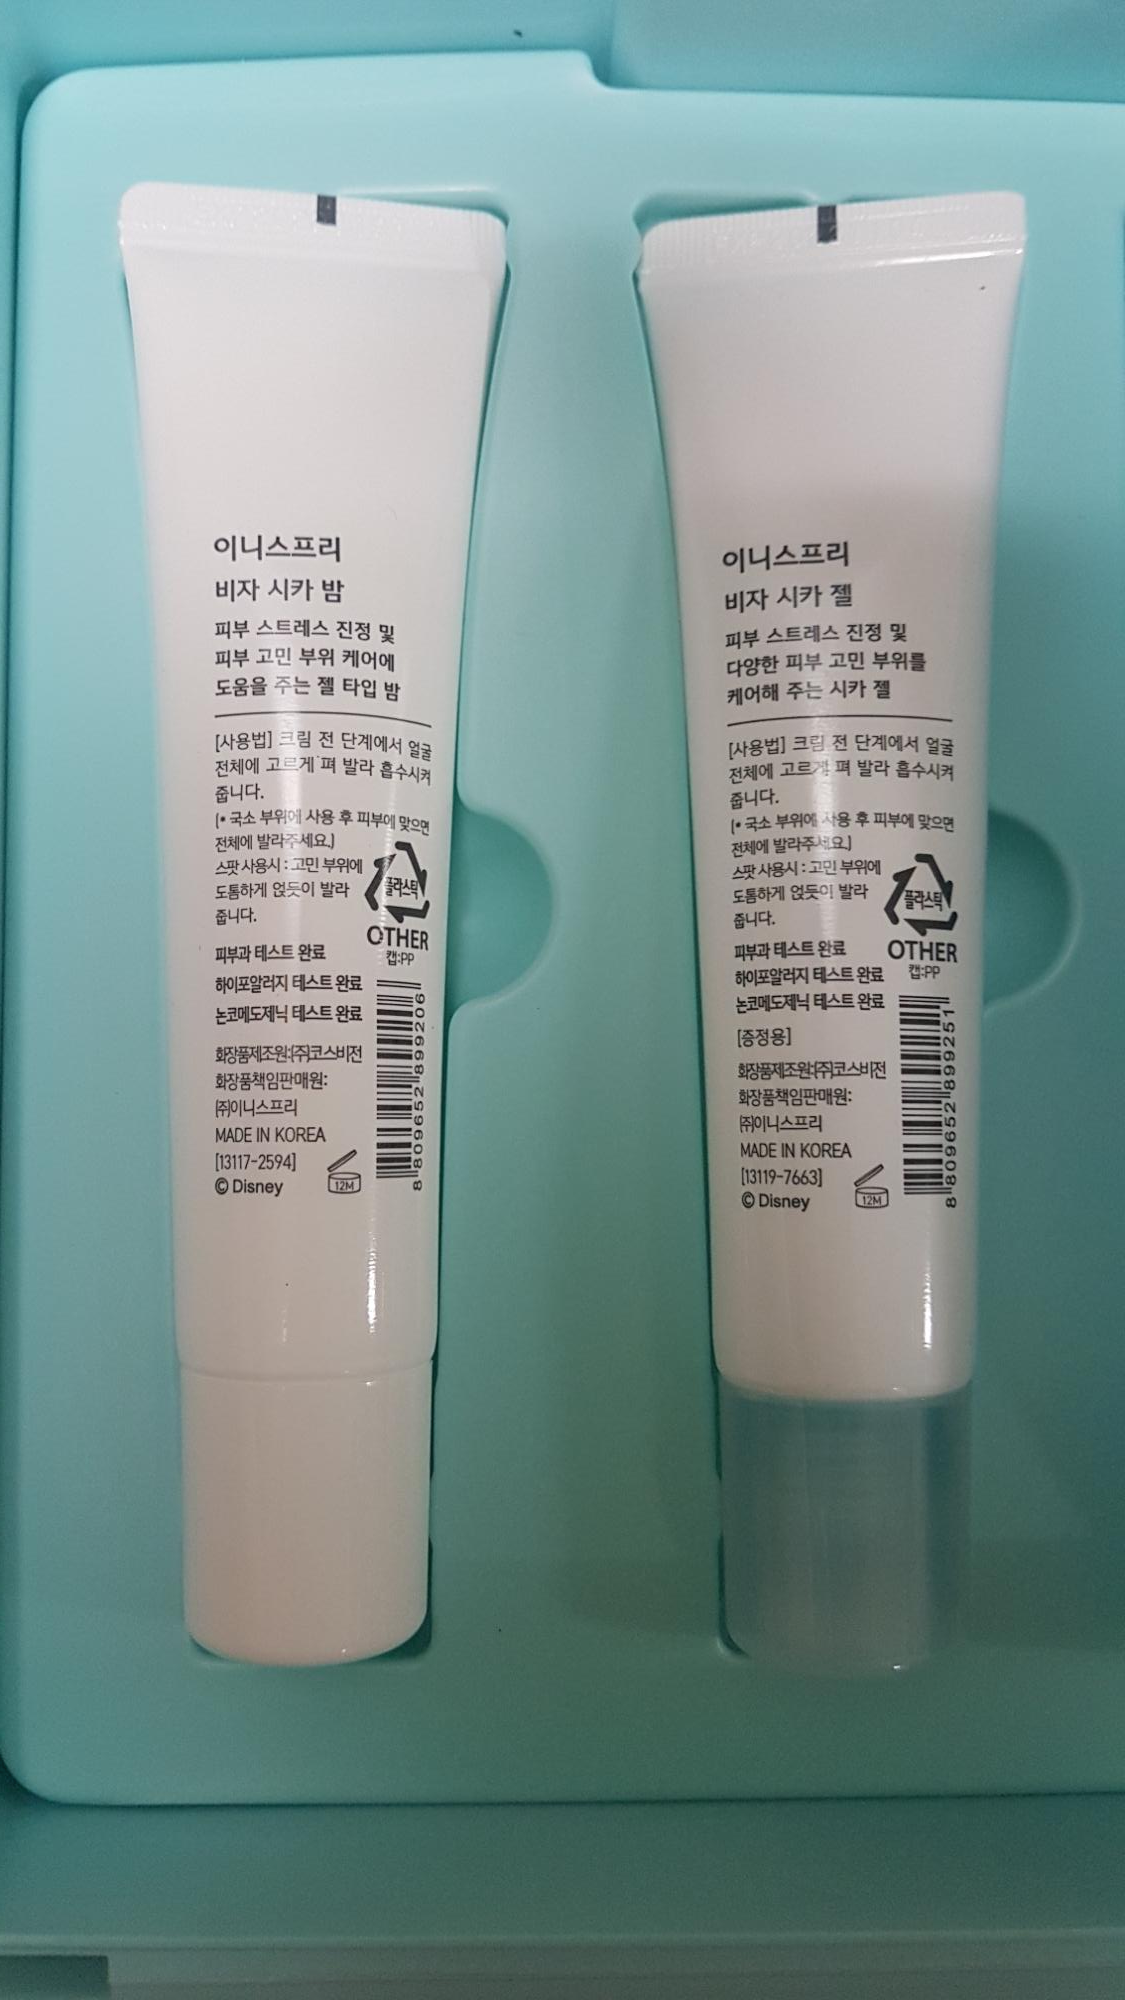 이니스프리
비자 시카 밤
피부 스트레스 진정 및
피부 고민 부위 케어에
도움을 주는 젤 타입 밤
[사용법] 크림 전 단계에서 얼굴
전체에 고르게 펴 발라 흡수시켜
줍니다.
(* 국소 부위에 사용 후 피부에 맞으면
전체에 발라주세요.)
스팟 사용시 : 고민 부위에
도톰하게 얹듯이 발라
줍니다.
플라스틱
OTHER
캡:PP
피부과 테스트 완료
하이포알러지 테스트 완료
논코메도제닉 테스트 완료
화장품제조원:(주)코스비전
화장품책임판매원:
㈜이니스프리
MADE IN KOREA
[13117-2594]
© Disney
12M
8 809652 899206
이니스프리
비자 시카 젤
피부 스트레스 진정 및
다양한 피부 고민 부위를
케어해 주는 시카 젤
[사용법] 크림 전 단계에서 얼굴
전체에 고르게 펴 발라 흡수시켜
줍니다.
(* 국소 부위에 사용 후 피부에 맞으면
전체에 발라주세요.)
스팟 사용시 : 고민 부위에
도톰하게 얹듯이 발라
줍니다.
플라스틱
OTHER
캡:PP
피부과 테스트 완료
하이포알러지 테스트 완료
논코메도제닉 테스트 완료
[증정용]
화장품제조원:(주)코스비전
화장품책임판매원:
㈜이니스프리
MADE IN KOREA
[13119-7663]
© Disney
12M
8 809652 899251